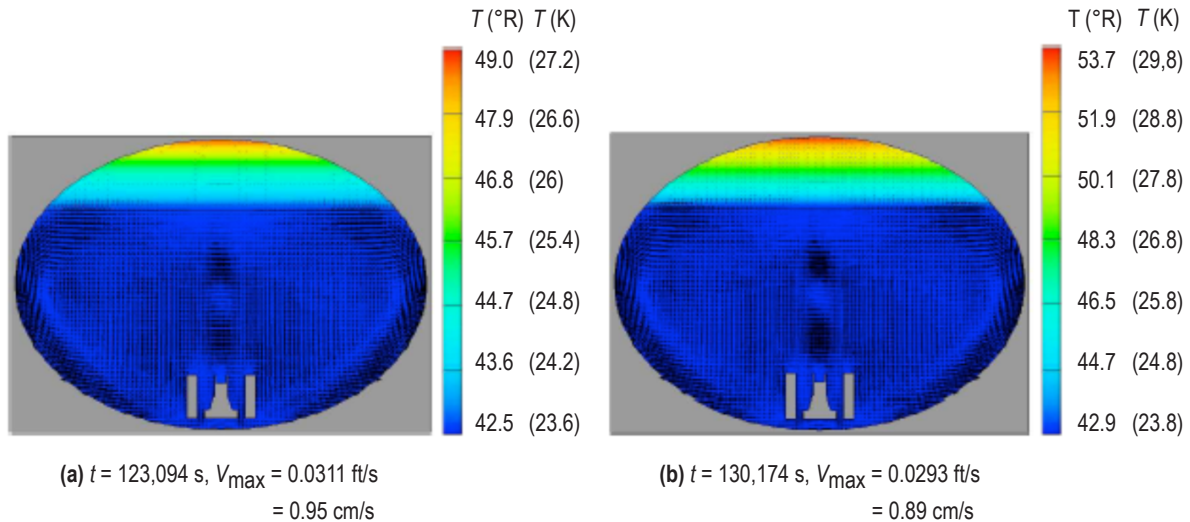 T (°R) T (K)
49.0 (27.2)
47.9 (26.6)
46.8 (26)
45.7 (25.4)
44.7 (24.8)
43.6 (24.2)
42.5 (23.6)
(a) t = 123,094 s, Vmax = 0.0311 ft/s
= 0.95 cm/s
T (°R) T (K)
53.7 (29,8)
51.9 (28.8)
50.1 (27.8)
48.3 (26.8)
46.5 (25.8)
44.7 (24.8)
42.9 (23.8)
(b) t = 130,174 s, Vmax = 0.0293 ft/s
= 0.89 cm/s